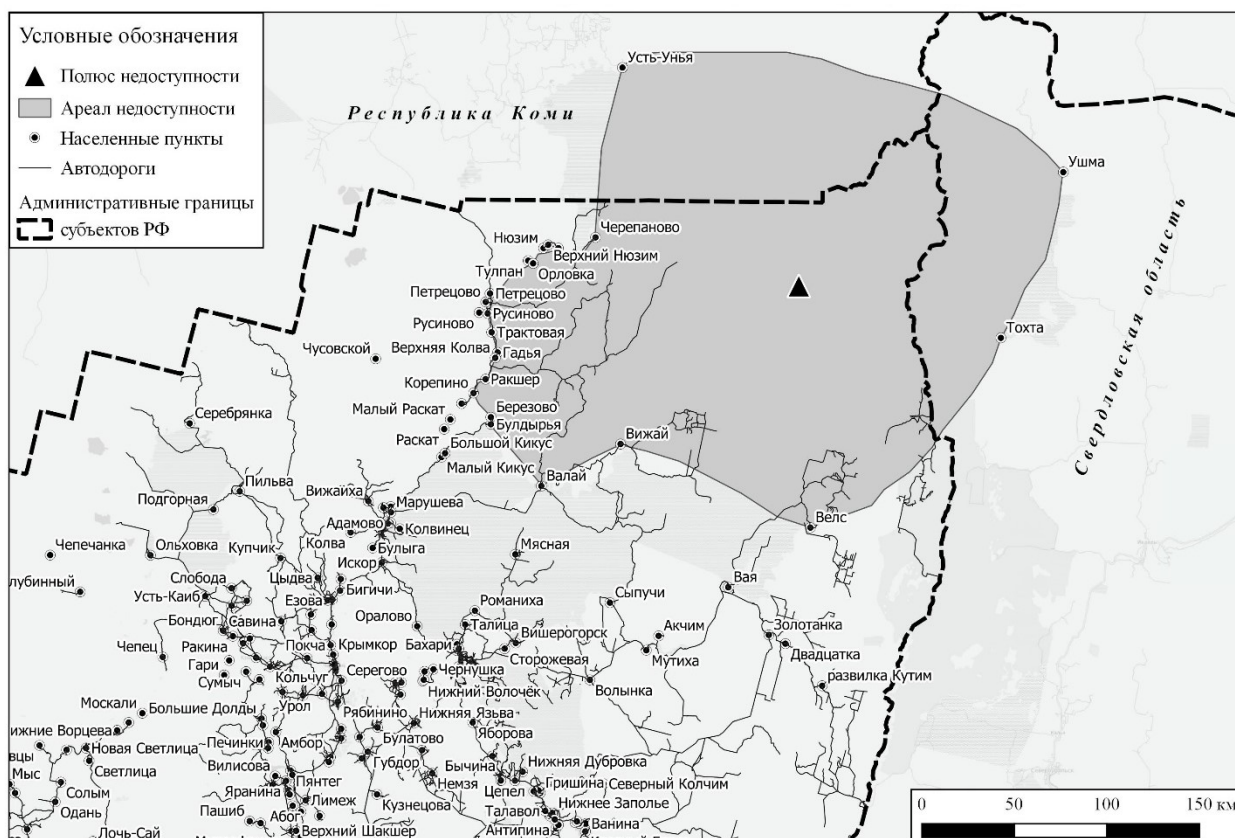 Условные обозначения
Полюс недоступности
Ареал недоступности
Населенные пункты
Автодороги
Административные границы
субъектов РФ
Республика Коми
Свердловская область
Усть-Унья
Ушма
Черепаново
Нюзим
Верхний Нюзим
Тулпан
Орловка
Петрецово
Петрецово
Русиново
Русиново
Трактовая
Тохта
Чусовской
Верхняя Колва
Гадья
Ракшер
Корепино
Малый Раскат
Березово
Булдырья
Серебрянка
Раскат
Большой Кикус
Вижай
Малый Кикус
Валай
Пильва
Вижайха
Марушева
Подгорная
Адамово
Колвинец
Велс
Колва
Булыга
Чепечанка
Ольховка
Купчик
Искор
Мясная
лубинный
Слобода
Цыдва
Бигичи
Вая
Усть-Каиб
Езова
Романиха
Сыпучи
Бондюг
Савина
Оралово
Талица
Акчим
Золотанка
Ракина
Покча
Крымкор
Бахари
Вишерогорск
Чепец
Гари
Сторожевая
Мутиха
Двадцатка
Сумыч
Кольчуг
Серегово
Чернушка
Нижний Волочёк
Волынка
развилка Кутим
Урол
Москали
Большие Долды
Рябинино
Нижняя Язьва
ижние Ворцева
Печинки
Амбор
Булатово
Яборова
вцы
Новая Светлица
Мыс
Светлица
Вилисова
Губдор
Бычина
Нижняя Дубровка
Солым
Пянтег
Немзя
Цепел
Гришина
Северный Колчим
Одань
Яранина
Лимеж
Кузнецова
Талавол
Нижнее Заполье
Пашиб
Абог
Ванина
Лочь-Сай
Верхний Шакшер
Антипина
0 50 100 150 км